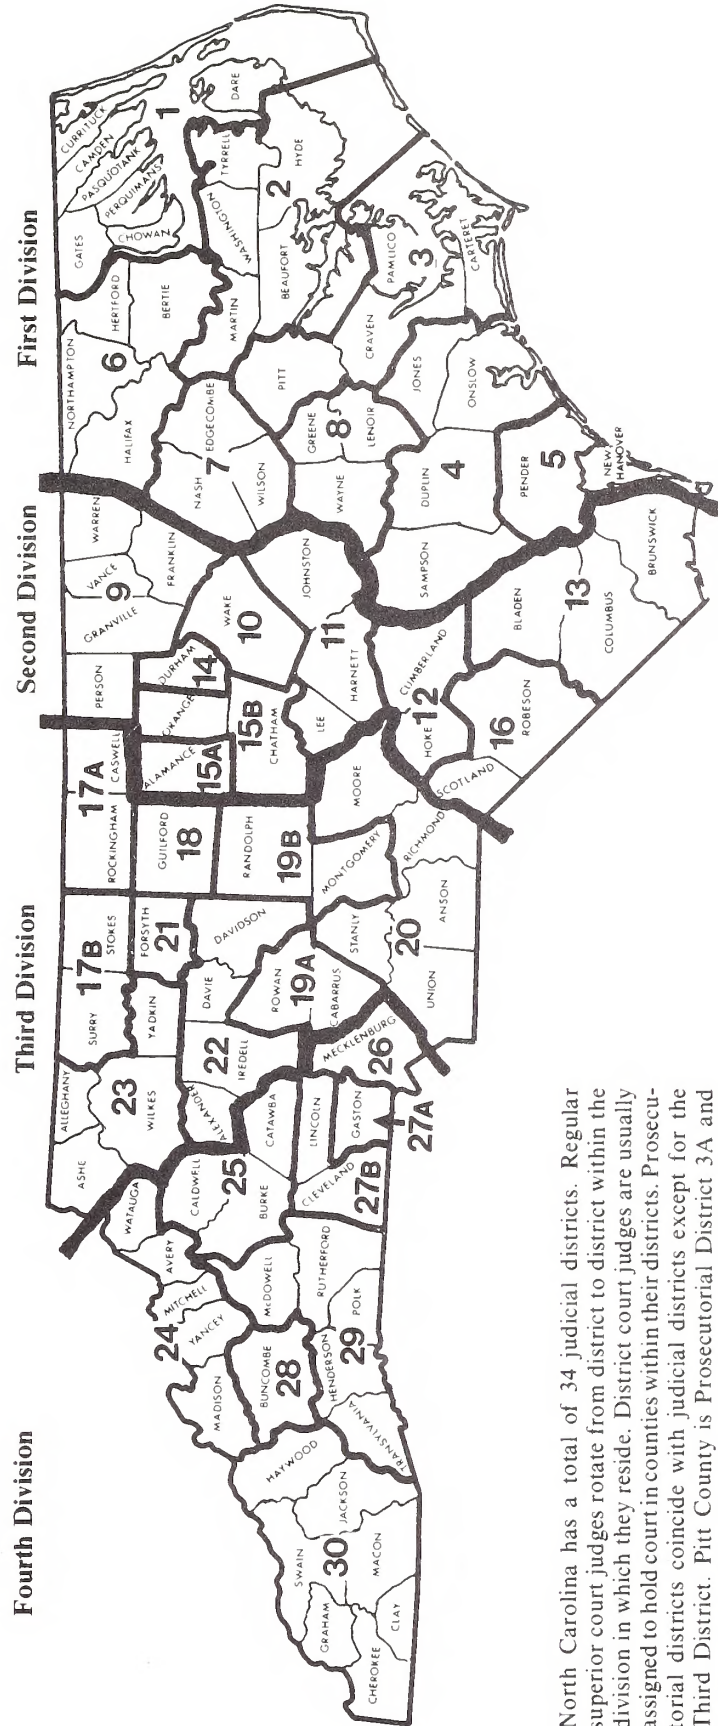 Fourth Division
Third Division
Second Division
First Division
CHEROKEE
GRAHAM
CLAY
SWAIN
30
MACON
JACKSON
HAYWOOD
TRANSYLVANIA
MADISON
24
YANCEY
MITCHELL
AVERY
WATAUGA
BUNCOMBE
28
HENDERSON
29
POLK
RUTHERFORD
McDOWELL
BURKE
25
CALDWELL
CATAWBA
CLEVELAND
27B
LINCOLN
GASTON
27A
MECKLENBURG
26
ASHE
ALLEGHANY
23
WILKES
YADKIN
ALEXANDER
22
IREDELL
DAVIE
DAVIDSON
SURRY
17B
STOKES
FORSYTH
21
ROWAN
19A
CABARRUS
STANLY
20
UNION
ANSON
RICHMOND
MONTGOMERY
MOORE
ROCKINGHAM
17A
CASWELL
GUILFORD
18
RANDOLPH
19B
ALAMANCE
15A
ORANGE
15B
CHATHAM
DURHAM
14
PERSON
GRANVILLE
9
VANCE
WARREN
FRANKLIN
WAKE
10
LEE
HARNETT
11
JOHNSTON
HOKE
12
CUMBERLAND
SCOTLAND
16
ROBESON
BLADEN
13
COLUMBUS
BRUNSWICK
NORTHAMPTON
6
HALIFAX
HERTFORD
BERTIE
NASH
7
EDGECOMBE
WILSON
WAYNE
GREENE
8
LENOIR
SAMPSON
DUPLIN
4
JONES
ONSLOW
PENDER
5
NEW
HANOVER
GATES
CHOWAN
PERQUIMANS
PASQUOTANK
CAMDEN
CURRITUCK
1
DARE
TYRRELL
WASHINGTON
MARTIN
BEAUFORT
2
HYDE
PITT
CRAVEN
PAMLICO
3
CARTERET
North Carolina has a total of 34 judicial districts. Regular
superior court judges rotate from district to district within the
division in which they reside. District court judges are usually
assigned to hold court in counties within their districts. Prosecu-
torial districts coincide with judicial districts except for the
Third District. Pitt County is Prosecutorial District 3A and